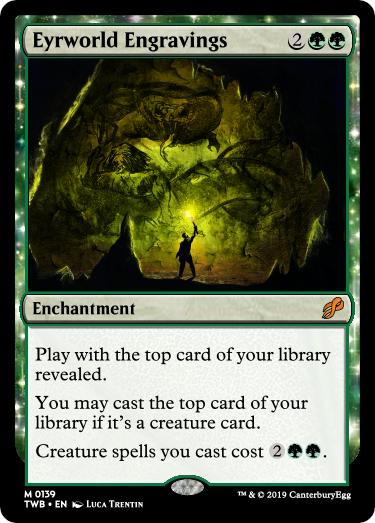 Eyrworld Engravings 2
Enchantment
Play with the top card of your library
revealed.
You may cast the top card of your
library if it's a creature card.
Creature spells you cast cost 2.
M 0139
TWB • EN Luca Trentin
™ & © 2019 CanterburyEgg